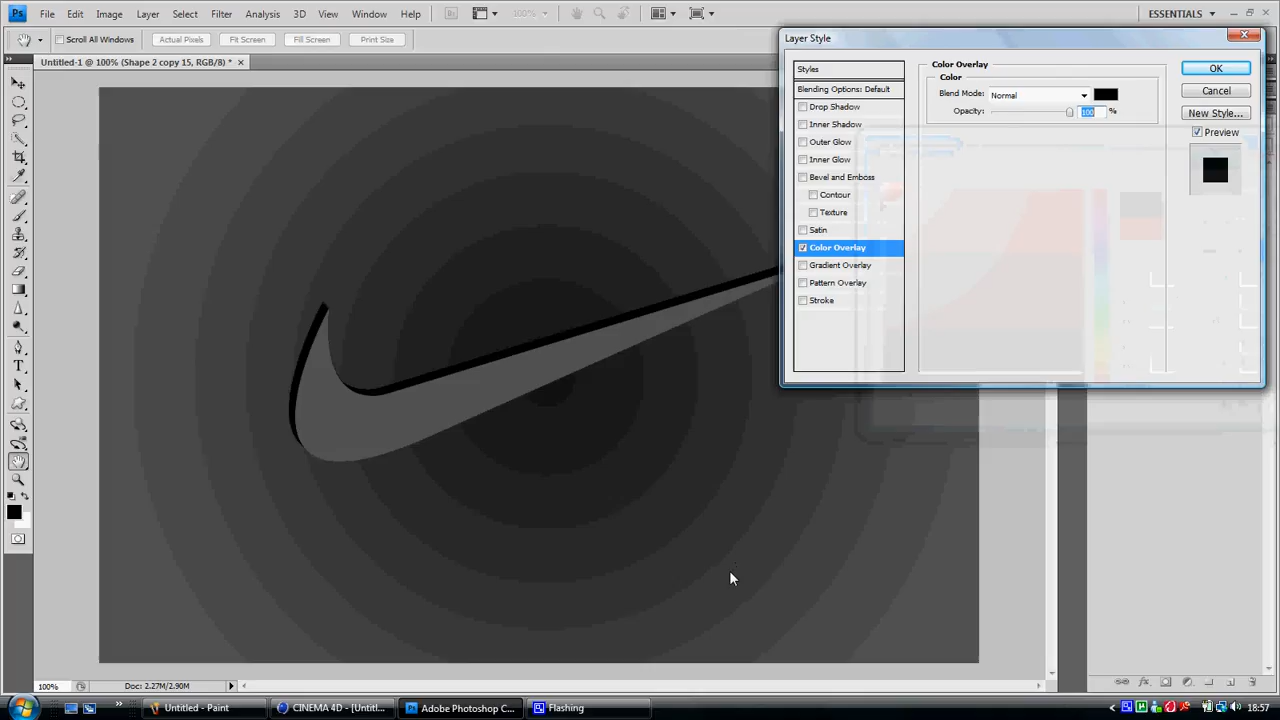 Ps File Edit Image Layer Select Filter Analysis 3D View Window Help Br 100% ESSENTIALS
Scroll All Windows Actual Pixels Fit Screen Fill Screen Print Size
Untitled-1 @ 100% (Shape 2 copy 15, RGB/8) *
Layer Style
Styles
Blending Options: Default
Drop Shadow
Inner Shadow
Outer Glow
Inner Glow
Bevel and Emboss
Contour
Texture
Satin
Color Overlay
Gradient Overlay
Pattern Overlay
Stroke
Color Overlay
Color
Blend Mode: Normal
Opacity: 100 %
OK
Cancel
New Style...
Preview
100% Doc: 2.27M/2.90M
Untitled - Paint CINEMA 4D - [Untitl... Ps Adobe Photoshop C... Flashing 18:57